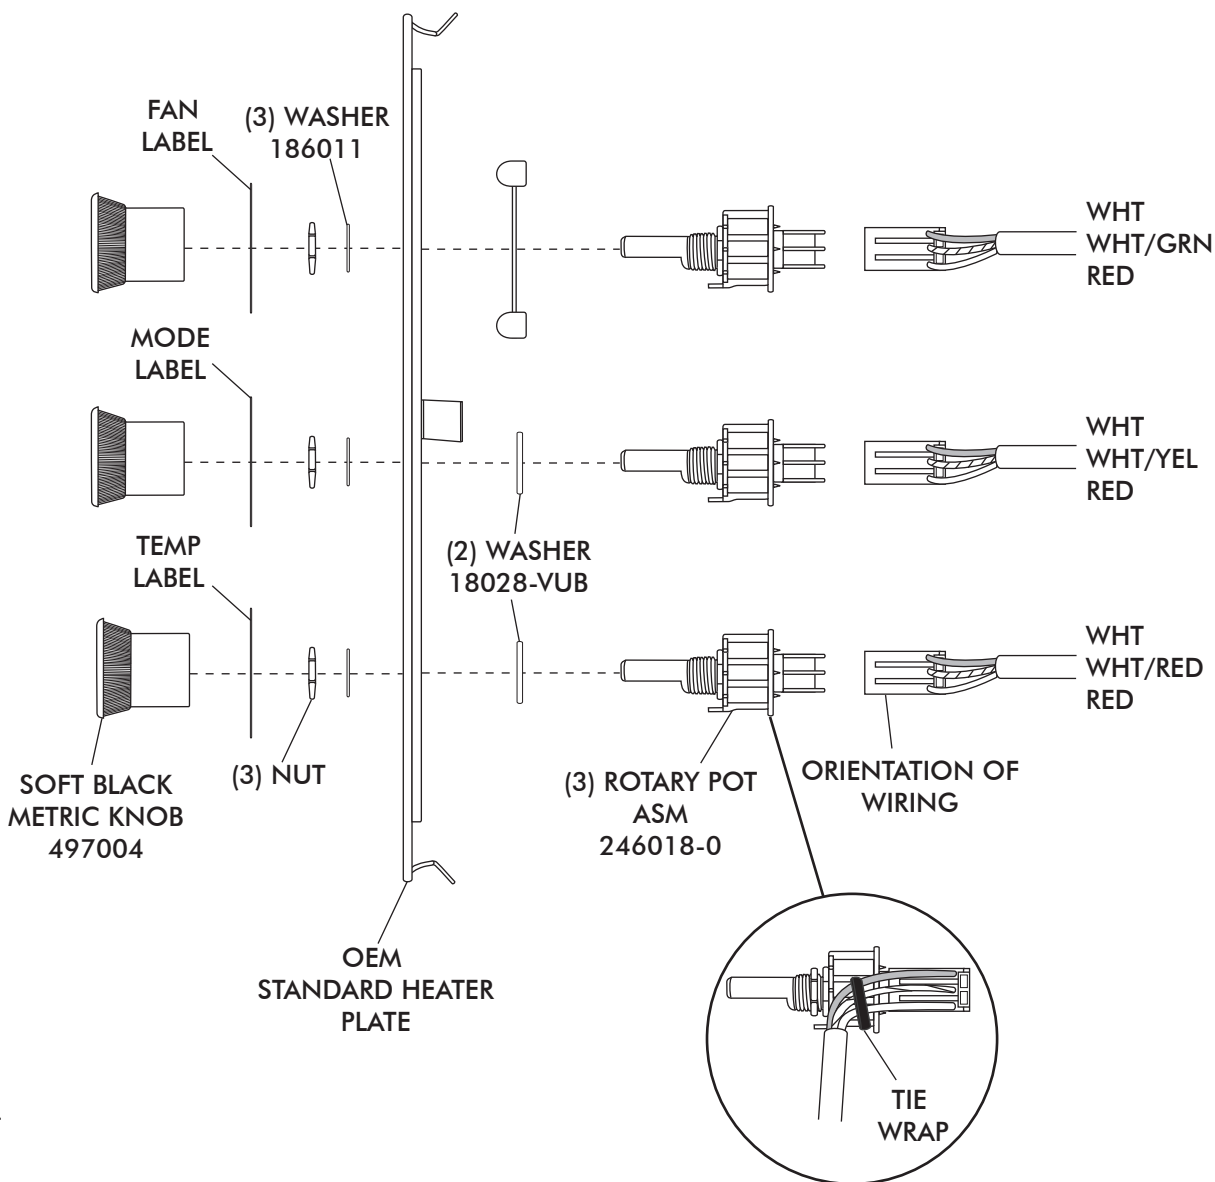 FAN
LABEL
(3) WASHER
186011
WHT
WHT/GRN
RED
MODE
LABEL
WHT
WHT/YEL
RED
TEMP
LABEL
(2) WASHER
18028-VUB
WHT
WHT/RED
RED
SOFT BLACK
METRIC KNOB
497004
(3) NUT
(3) ROTARY POT
ASM
246018-0
ORIENTATION OF
WIRING
OEM
STANDARD HEATER
PLATE
TIE
WRAP